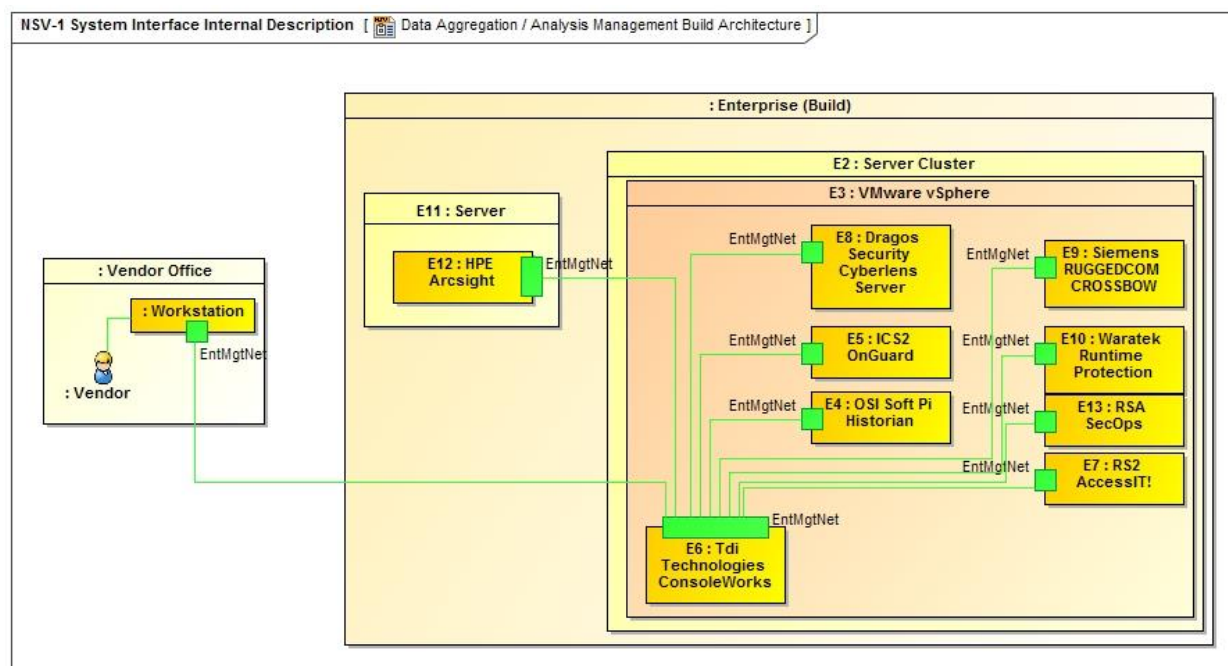 NSV-1 System Interface Internal Description [ Data Aggregation / Analysis Management Build Architecture ]
: Enterprise (Build)
E2 : Server Cluster
E3 : VMware vSphere
E11 : Server
E12 : HPE
Arcsight
EntMgtNet
: Vendor Office
: Workstation
EntMgtNet
: Vendor
EntMgtNet
E8 : Dragos
Security
Cyberlens
Server
EntMgtNet
E9 : Siemens
RUGGEDCOM
CROSSBOW
EntMgtNet
E5 : ICS2
OnGuard
EntMgtNet
E10 : Waratek
Runtime
Protection
EntMgtNet
E4 : OSI Soft Pi
Historian
EntMgtNet
E13 : RSA
SecOps
EntMgtNet
E7 : RS2
AccessIT!
EntMgtNet
E6 : Tdi
Technologies
ConsoleWorks